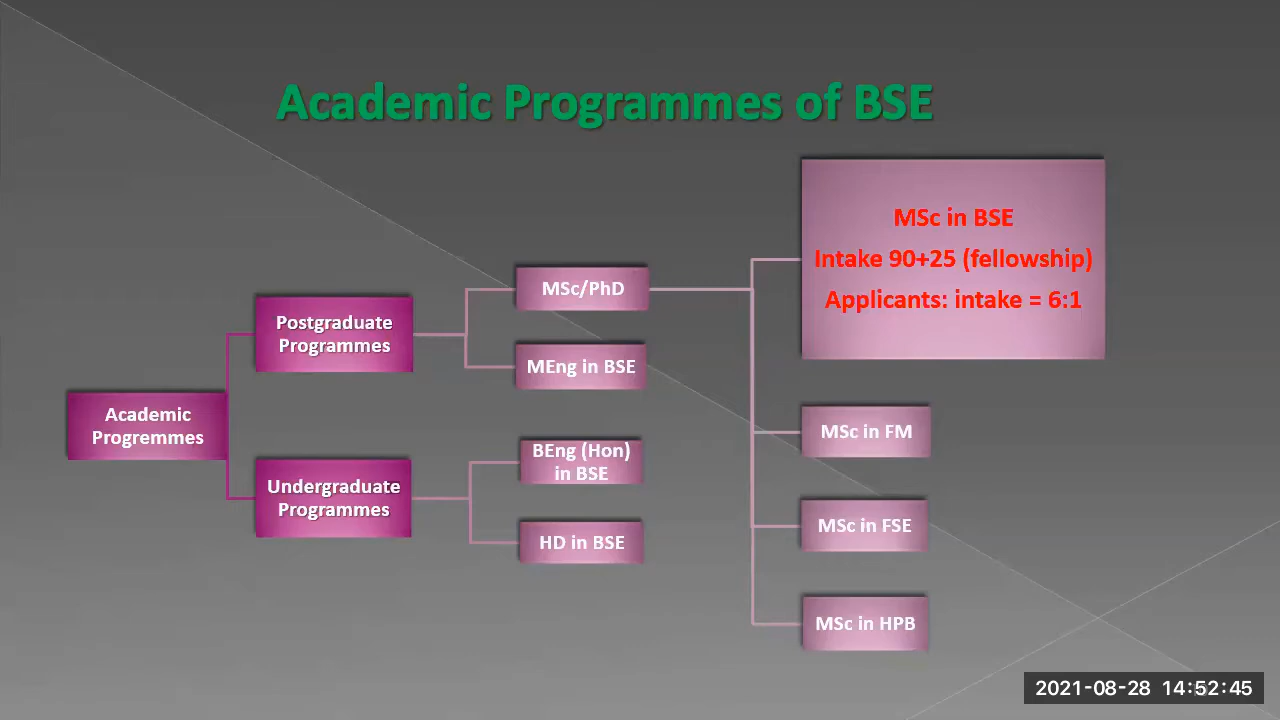 Academic Programmes of BSE
MSc in BSE
Intake 90+25 (fellowship)
Applicants: intake = 6:1
MSc/PhD
Postgraduate
Programmes
MEng in BSE
Academic
Progremmes
MSc in FM
BEng (Hon)
in BSE
Undergraduate
Programmes
MSc in FSE
HD in BSE
MSc in HPB
2021-08-28 14:52:45